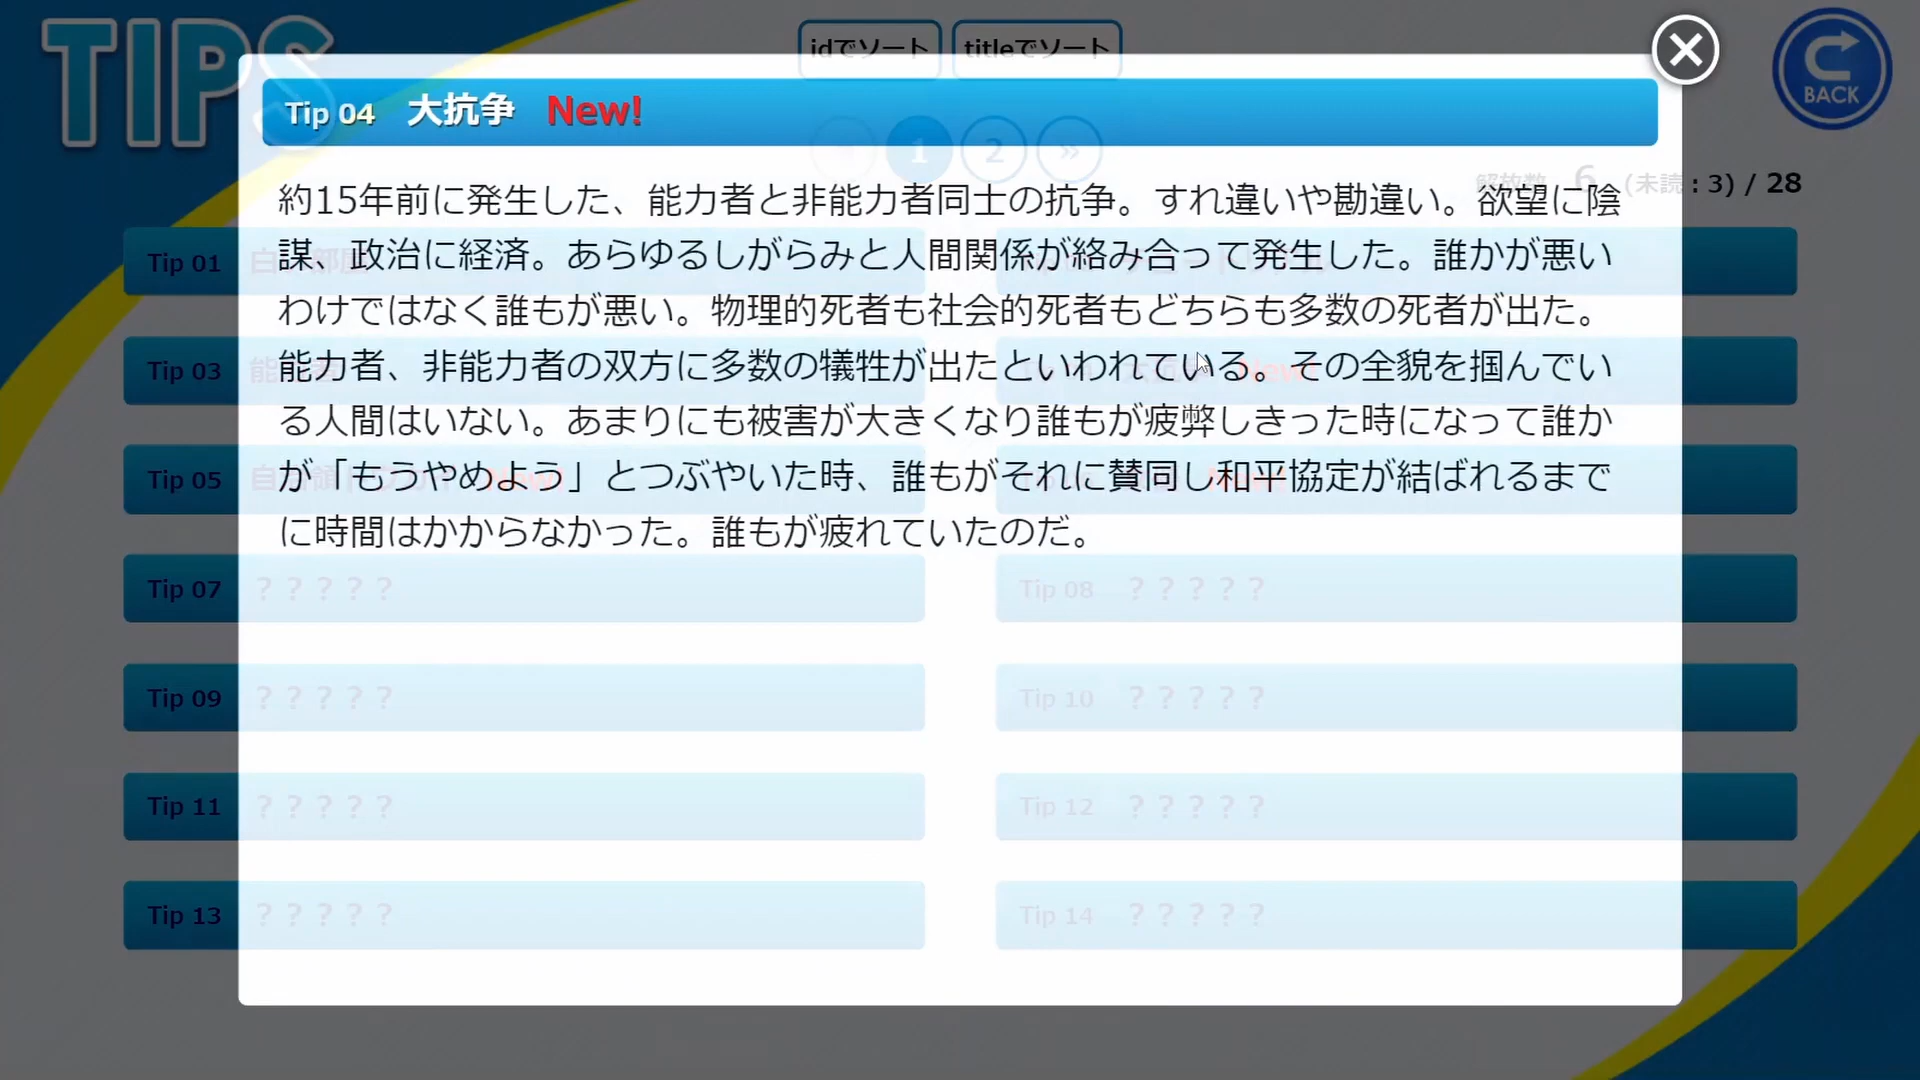 TIPS
idでソート titleでソート
BACK
Tip 04 大抗争 New!
1 2 »
解放数 6 (未読 : 3) / 28
約15年前に発生した、能力者と非能力者同士の抗争。すれ違いや勘違い。欲望に陰
謀、政治に経済。あらゆるしがらみと人間関係が絡み合って発生した。誰かが悪い
わけではなく誰もが悪い。物理的死者も社会的死者もどちらも多数の死者が出た。
能力者、非能力者の双方に多数の犠牲が出たといわれている。その全貌を掴んでい
る人間はいない。あまりにも被害が大きくなり誰もが疲弊しきった時になって誰か
が「もうやめよう」とつぶやいた時、誰もがそれに賛同し和平協定が結ばれるまで
に時間はかからなかった。誰もが疲れていたのだ。
Tip 01
Tip 03
New!
Tip 05
New!
New!
Tip 07 ?????
Tip 08 ?????
Tip 09 ?????
Tip 10 ?????
Tip 11 ?????
Tip 12 ?????
Tip 13 ?????
Tip 14 ?????